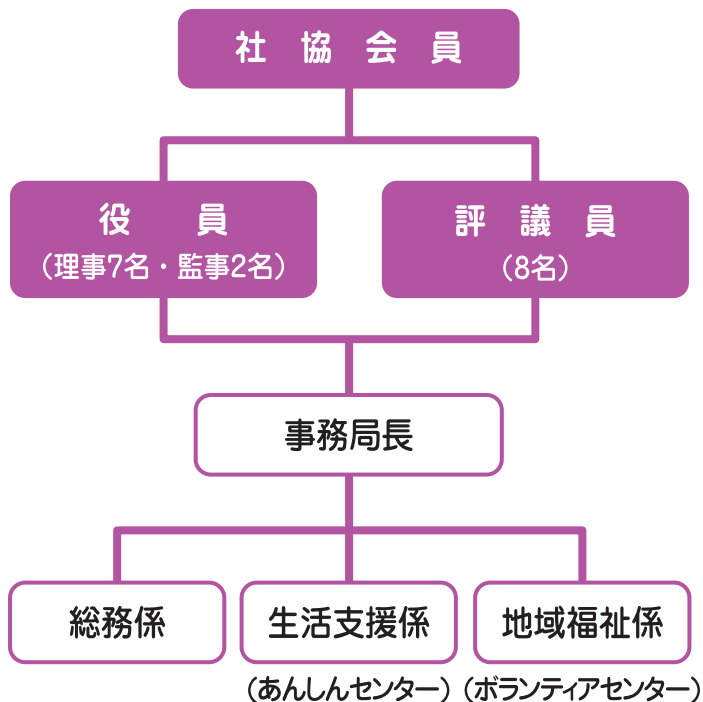 社協会員
役員
(理事7名・監事2名)
評議員
(8名)
事務局長
総務係
生活支援係
(あんしんセンター)
地域福祉係
(ボランティアセンター)